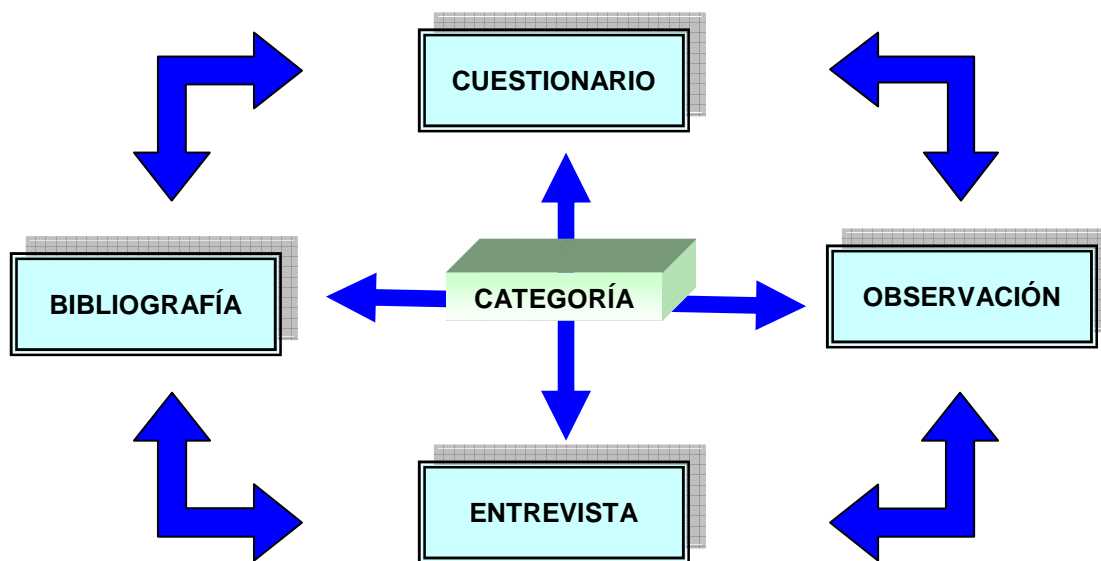 CUESTIONARIO
BIBLIOGRAFÍA
CATEGORÍA
OBSERVACIÓN
ENTREVISTA